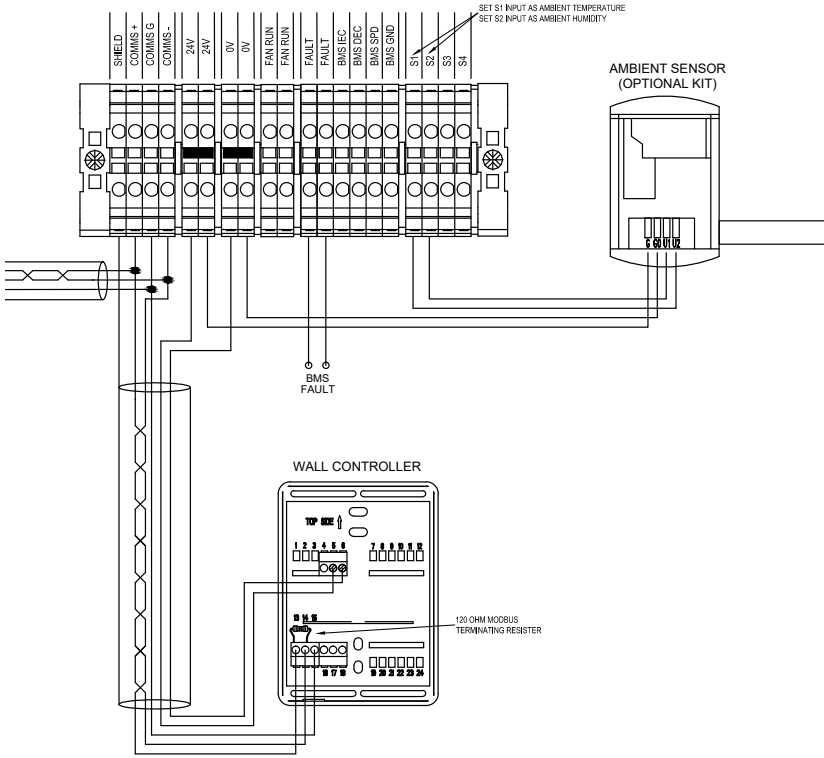 SET S1 INPUT AS AMBIENT TEMPERATURE
SET S2 INPUT AS AMBIENT HUMIDITY
SHIELD
COMMS +
COMMS G
COMMS -
24V
24V
0V
0V
FAN RUN
FAN RUN
FAULT
FAULT
BMS IEC
BMS DEC
BMS SPD
BMS GND
S1
S2
S3
S4
AMBIENT SENSOR
(OPTIONAL KIT)
G G0 U1 U2
BMS
FAULT
WALL CONTROLLER
TOP SIDE
1 2 3 4 5 6 7 8 9 10 11 12
13 14 15
120 OHM MODBUS
TERMINATING RESISTER
16 17 18 19 20 21 22 23 24